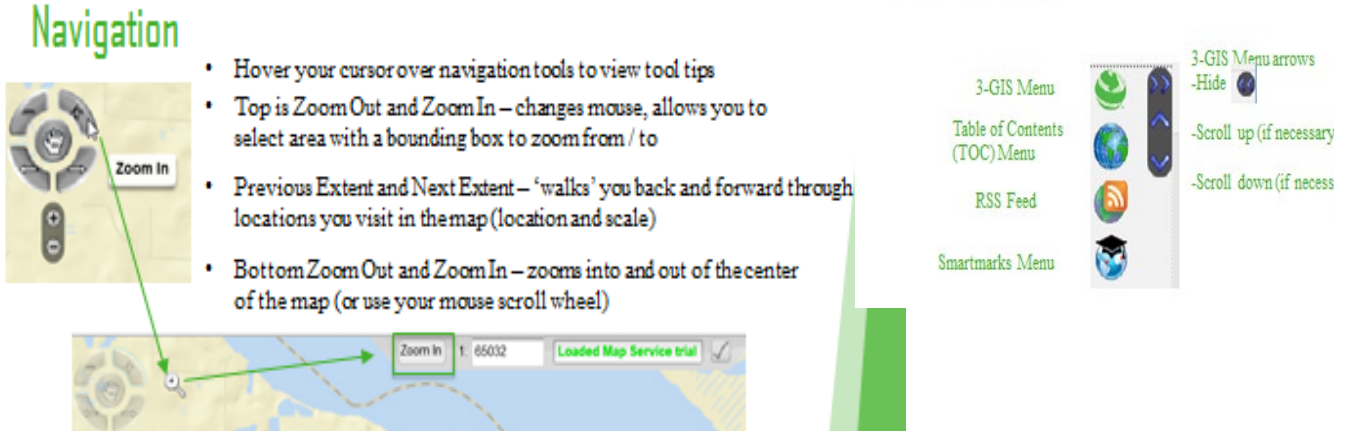 Navigation
• Hover your cursor over navigation tools to view tool tips
• Top is Zoom Out and Zoom In – changes mouse, allows you to
select area with a bounding box to zoom from / to
Zoom In
• Previous Extent and Next Extent – ‘walks’ you back and forward through
locations you visit in the map (location and scale)
• Bottom Zoom Out and Zoom In – zooms into and out of the center
of the map (or use your mouse scroll wheel)
Zoom In 1: 65032 Loaded Map Service trial
3-GIS Menu
Table of Contents
(TOC) Menu
RSS Feed
Smartmarks Menu
3-GIS Menu arrows
-Hide
-Scroll up (if necessary
-Scroll down (if necess